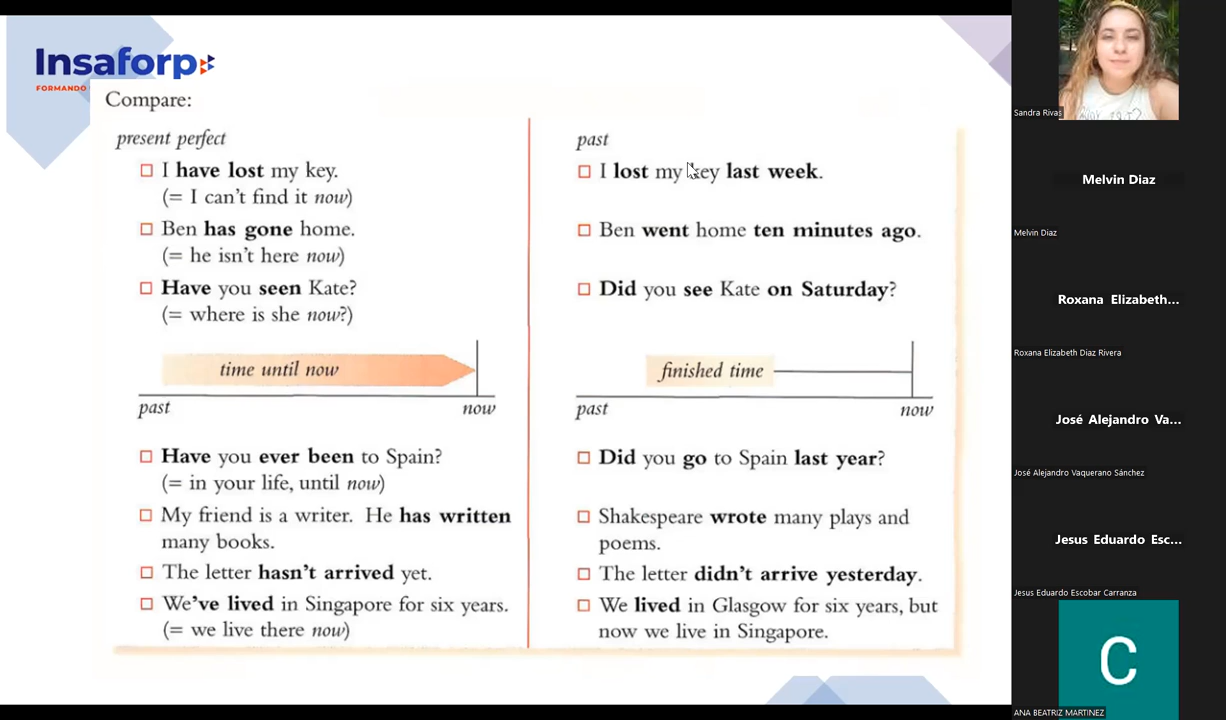 Insaforp
FORMANDO
Compare:
present perfect
I have lost my key.
(= I can't find it now)
Ben has gone home.
(= he isn't here now)
Have you seen Kate?
(= where is she now?)
time until now
past now
Have you ever been to Spain?
(= in your life, until now)
My friend is a writer. He has written
many books.
The letter hasn't arrived yet.
We've lived in Singapore for six years.
(= we live there now)
past
I lost my key last week.
Ben went home ten minutes ago.
Did you see Kate on Saturday?
finished time
past now
Did you go to Spain last year?
Shakespeare wrote many plays and
poems.
The letter didn't arrive yesterday.
We lived in Glasgow for six years, but
now we live in Singapore.
Sandra Rivas
Melvin Diaz
Melvin Diaz
Roxana Elizabeth...
Roxana Elizabeth Diaz Rivera
José Alejandro Va...
José Alejandro Vaquerano Sánchez
Jesus Eduardo Esc...
Jesus Eduardo Escobar Carranza
C
ANA BEATRIZ MARTINEZ